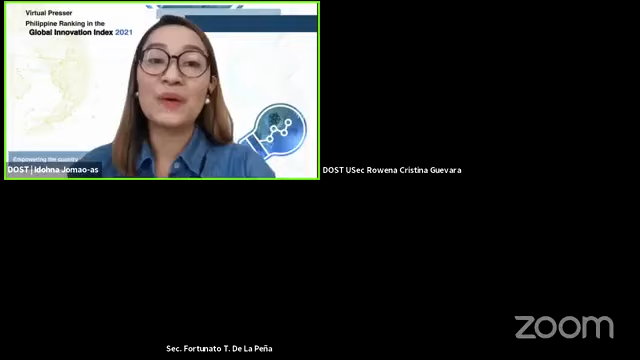 Virtual Presser
Philippine Ranking in the
Global Innovation Index 2021
Empowering the country
DOST | Idohna Jomao-as
DOST USec Rowena Cristina Guevara
Sec. Fortunato T. De La Peña
zoom